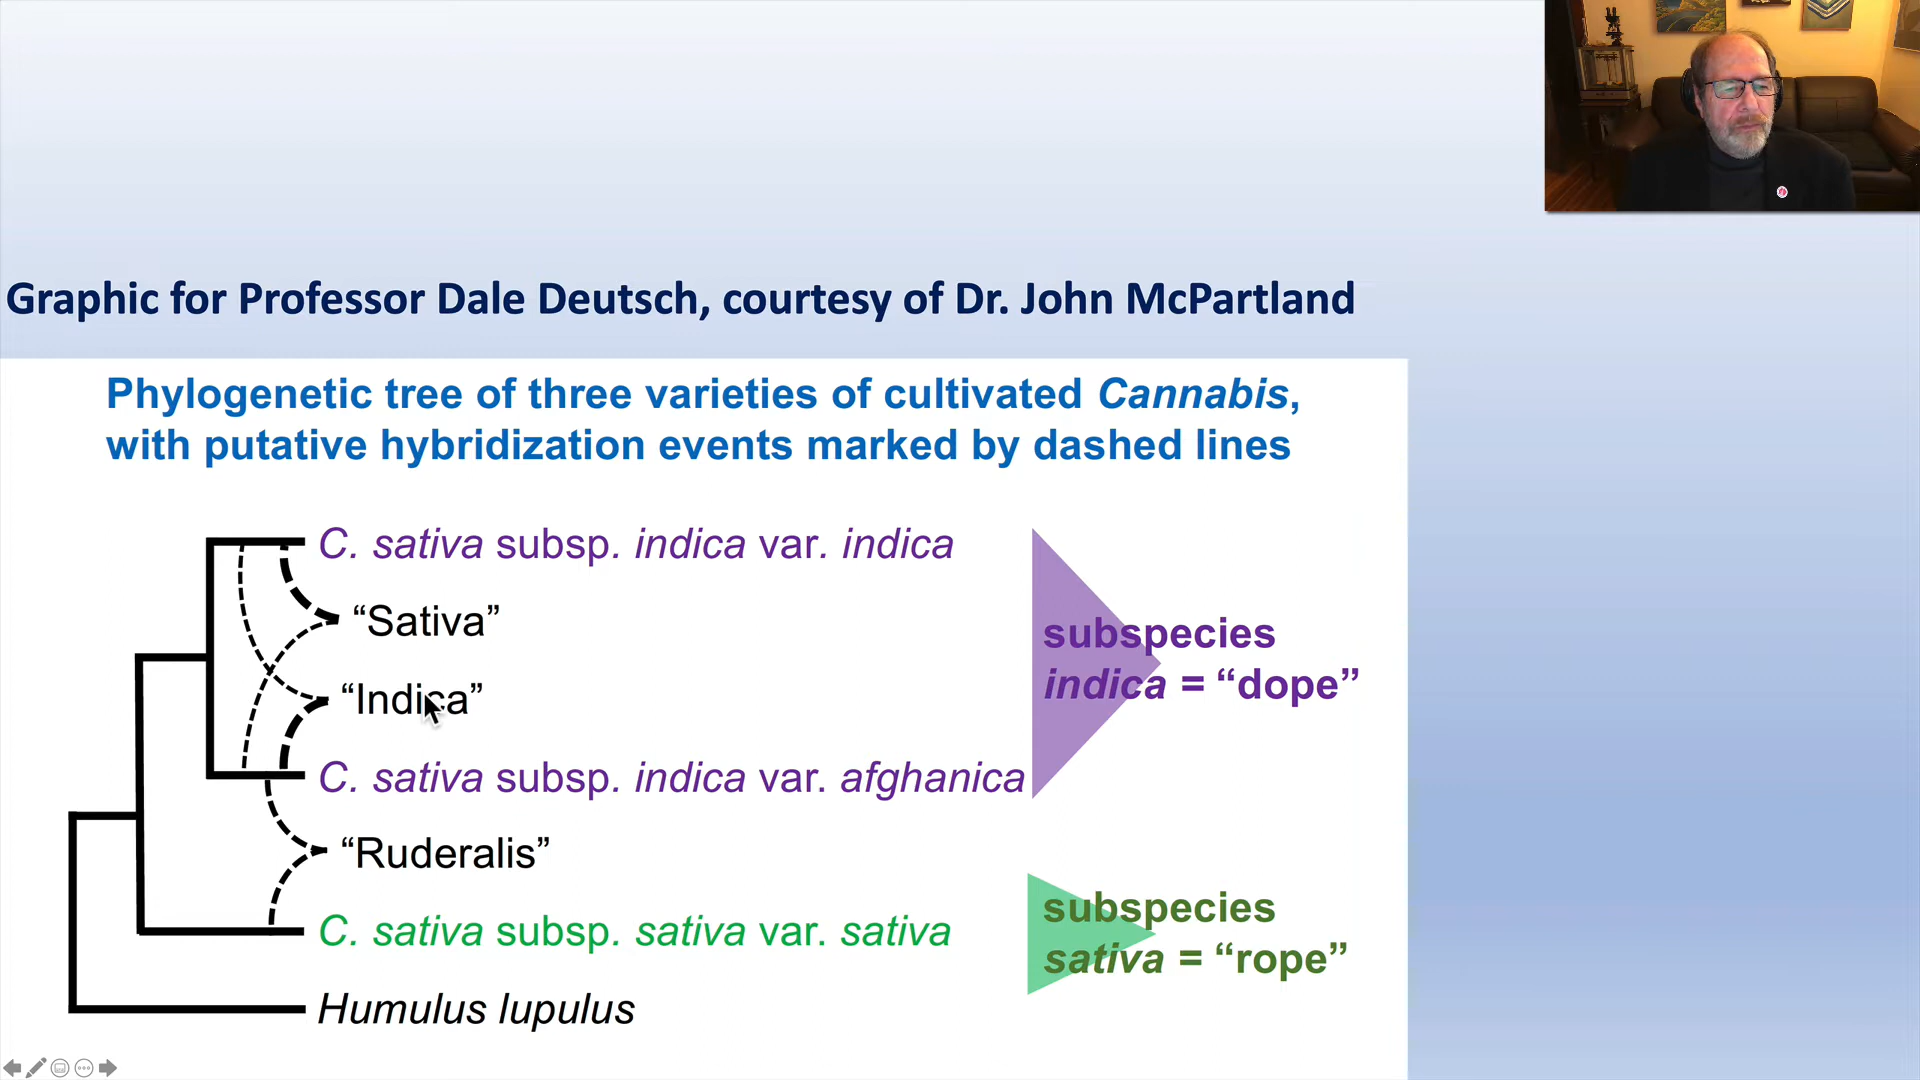 Graphic for Professor Dale Deutsch, courtesy of Dr. John McPartland
Phylogenetic tree of three varieties of cultivated Cannabis,
with putative hybridization events marked by dashed lines
C. sativa subsp. indica var. indica
“Sativa”
“Indica”
C. sativa subsp. indica var. afghanica
“Ruderalis”
C. sativa subsp. sativa var. sativa
Humulus lupulus
subspecies
indica = “dope”
subspecies
sativa = “rope”